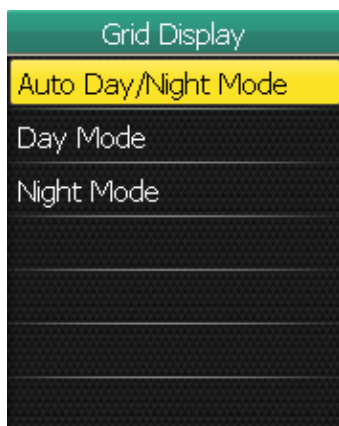 Grid Display
Auto Day/Night Mode
Day Mode
Night Mode